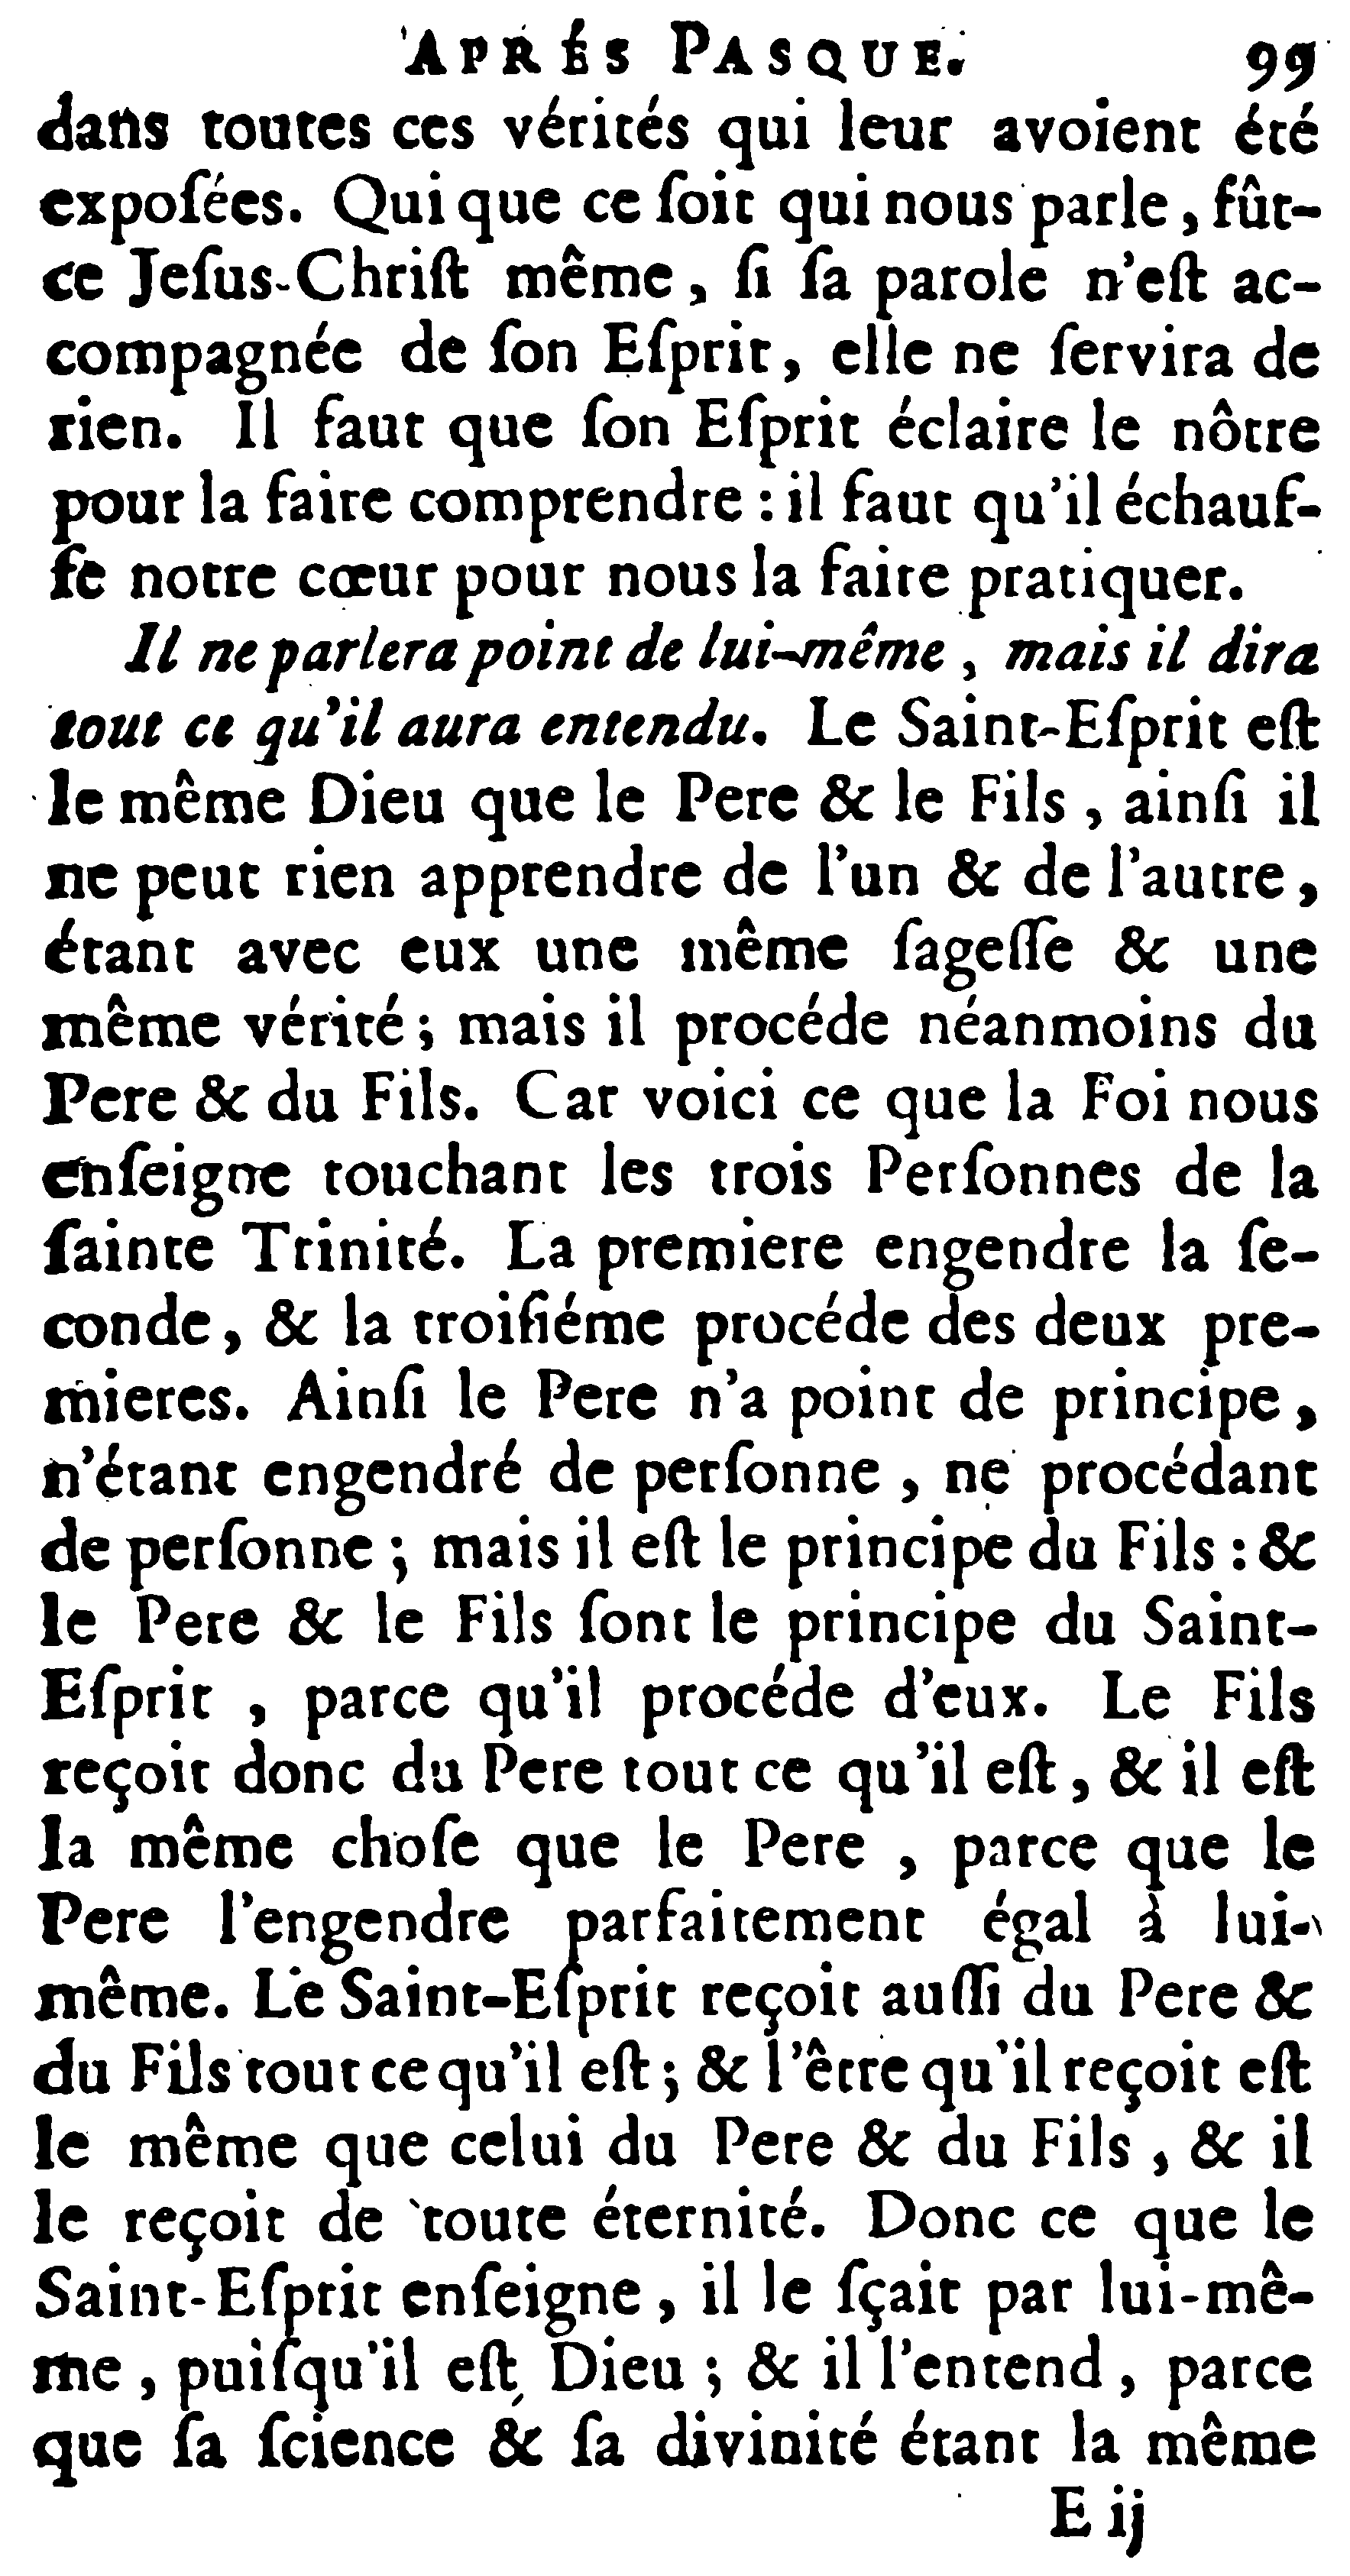 APRÉS PASQUE. 99
dans toutes ces vérités qui leur avoient été
expoſées. Qui que ce ſoit qui nous parle, fût-
ce Jeſus-Chriſt même, ſi ſa parole n'eſt ac-
compagnée de ſon Eſprit, elle ne ſervira de
rien. Il faut que ſon Eſprit éclaire le nôtre
pour la faire comprendre : il faut qu'il échauf-
fe notre cœur pour nous la faire pratiquer.
Il ne parlera point de lui-même, mais il dira
tout ce qu'il aura entendu. Le Saint-Eſprit eſt
le même Dieu que le Pere & le Fils, ainſi il
ne peut rien apprendre de l'un & de l'autre,
étant avec eux une même ſageſſe & une
même vérité; mais il procéde néanmoins du
Pere & du Fils. Car voici ce que la Foi nous
enſeigne touchant les trois Perſonnes de la
ſainte Trinité. La premiere engendre la ſe-
conde, & la troiſiéme procéde des deux pre-
mieres. Ainſi le Pere n'a point de principe,
n'étant engendré de perſonne, ne procédant
de perſonne; mais il eſt le principe du Fils : &
le Pere & le Fils ſont le principe du Saint-
Eſprit, parce qu'il procéde d'eux. Le Fils
reçoit donc du Pere tout ce qu'il eſt, & il eſt
la même choſe que le Pere, parce que le
Pere l'engendre parfaitement égal à lui-
même. Le Saint-Eſprit reçoit auſſi du Pere &
du Fils tout ce qu'il eſt; & l'être qu'il reçoit eſt
le même que celui du Pere & du Fils, & il
le reçoit de toute éternité. Donc ce que le
Saint-Eſprit enſeigne, il le ſçait par lui-mê-
me, puiſqu'il eſt Dieu; & il l'entend, parce
que ſa ſcience & ſa divinité étant la même
E ij